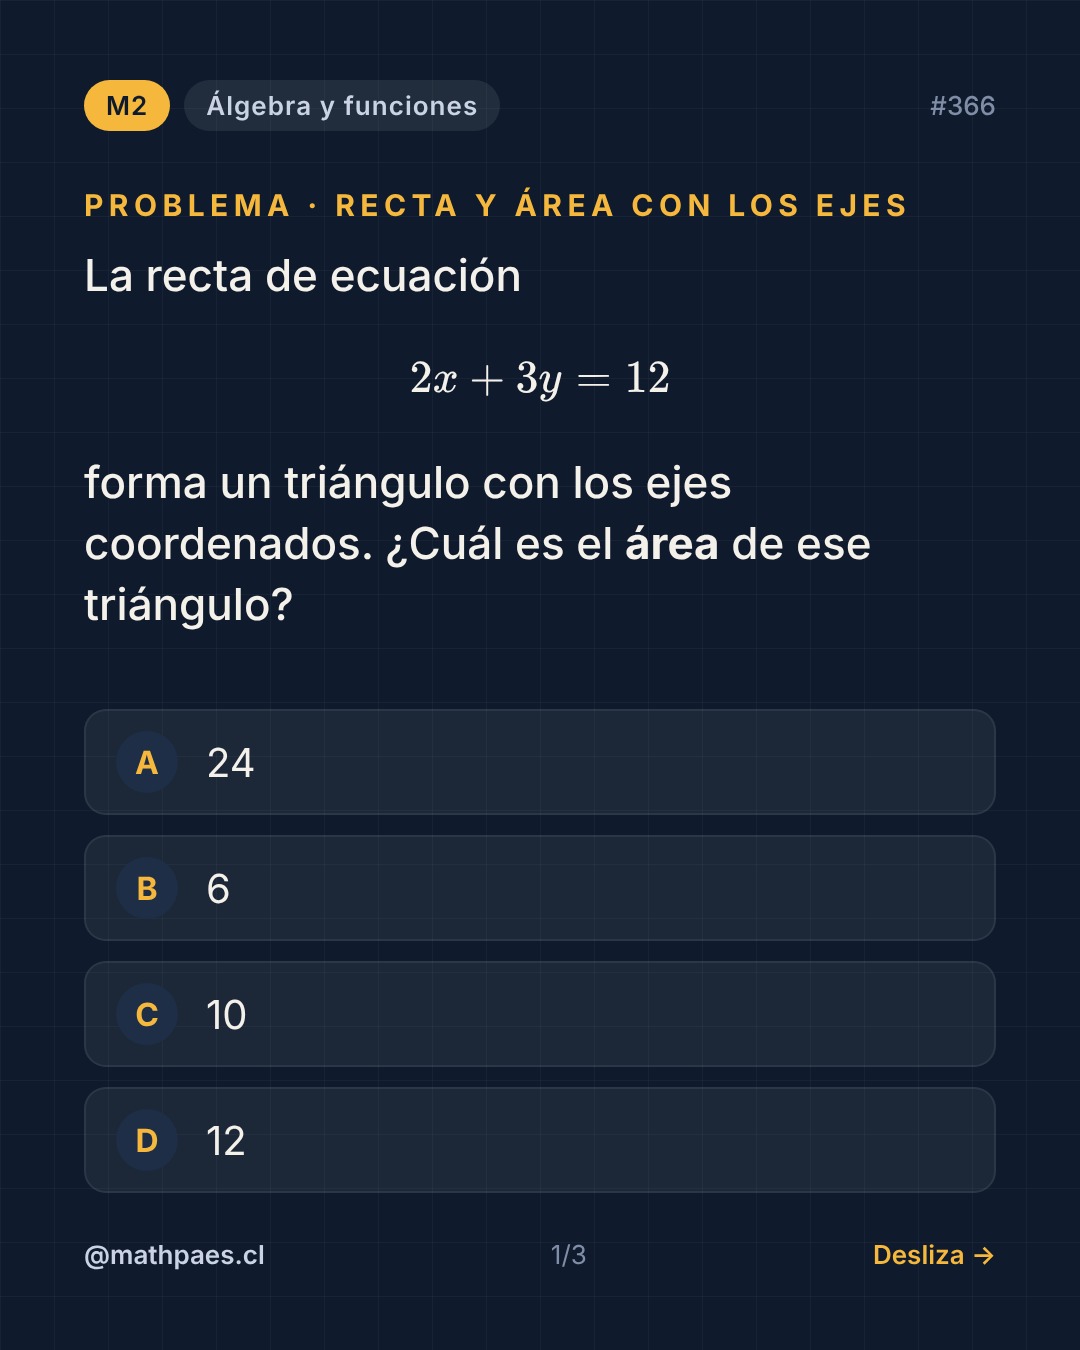 M2 Álgebra y funciones #366
PROBLEMA · RECTA Y ÁREA CON LOS EJES
La recta de ecuación
2x + 3y = 12
forma un triángulo con los ejes
coordenados. ¿Cuál es el área de ese
triángulo?
A 24
B 6
C 10
D 12
@mathpaes.cl 1/3 Desliza →